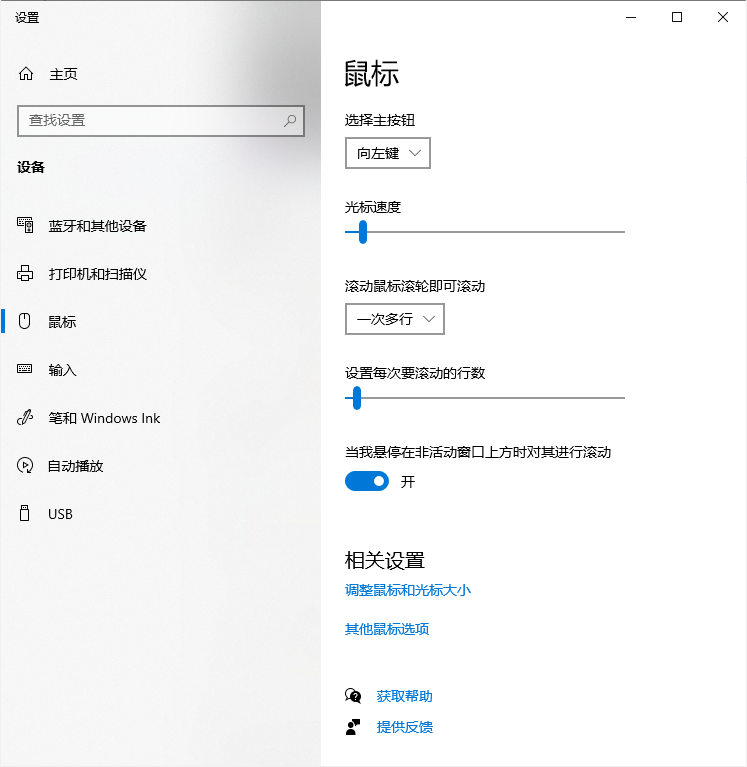 设置
主页
查找设置
设备
蓝牙和其他设备
打印机和扫描仪
鼠标
输入
笔和 Windows Ink
自动播放
USB
鼠标
选择主按钮
向左键
光标速度
滚动鼠标滚轮即可滚动
一次多行
设置每次要滚动的行数
当我悬停在非活动窗口上方时对其进行滚动
开
相关设置
调整鼠标和光标大小
其他鼠标选项
获取帮助
提供反馈